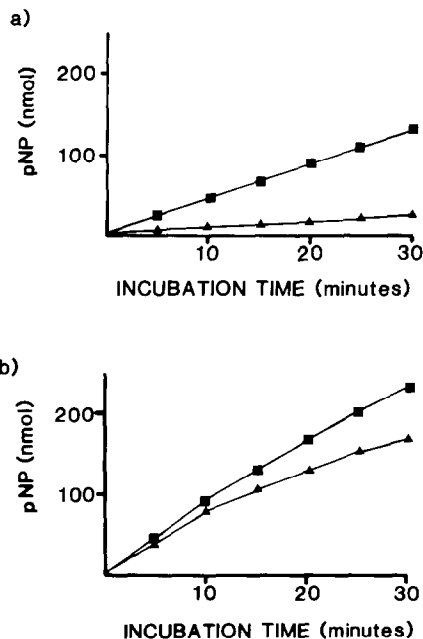 a)
200
100
pNP (nmol)
10
20
30
INCUBATION TIME (minutes)
b)
200
100
pNP (nmol)
10
20
30
INCUBATION TIME (minutes)